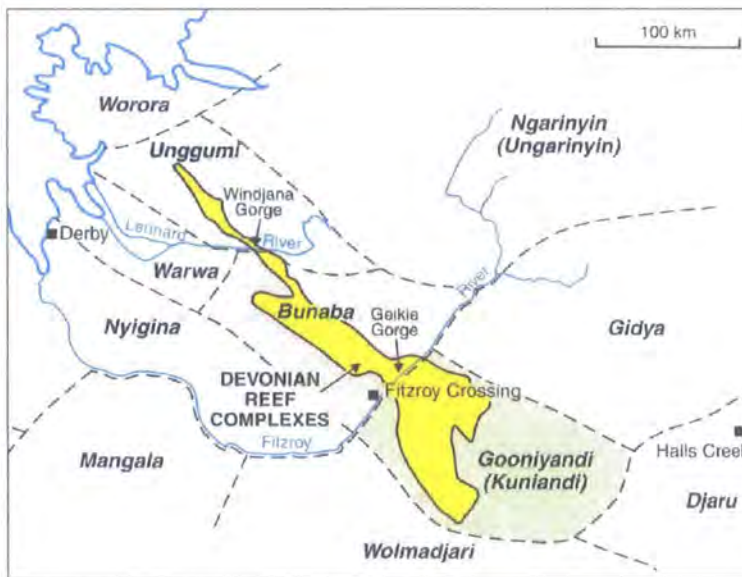 100 km
Worora
Ngarinyin
(Ungarinyin)
Unggumi
Windjana
Gorge
Lennard
River
Derby
Warwa
River
Bunaba
Geikie
Gorge
Nyigina
Gidya
DEVONIAN
REEF
COMPLEXES
Fitzroy Crossing
Fitzroy
Gooniyandi
(Kuniandi)
Halls Creek
Mangala
Djaru
Wolmadjari